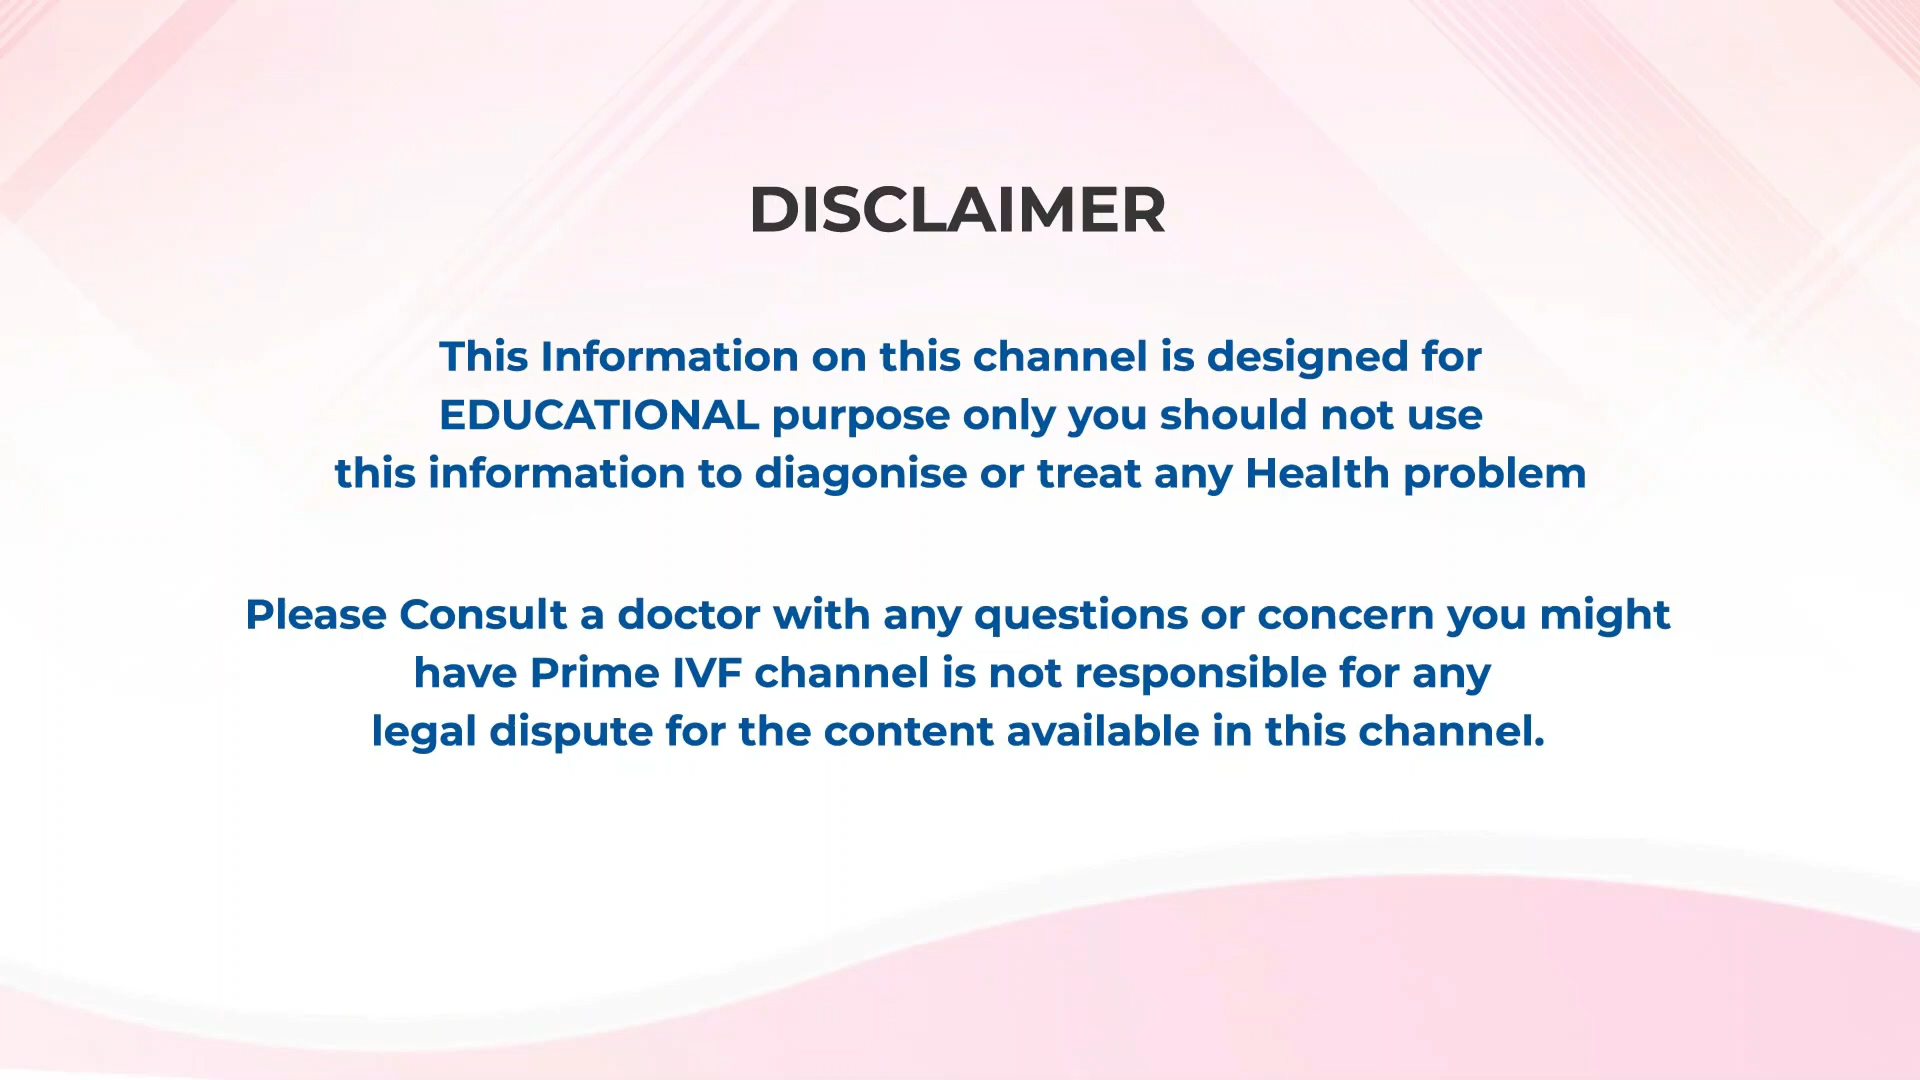 DISCLAIMER
This Information on this channel is designed for
EDUCATIONAL purpose only you should not use
this information to diagonise or treat any Health problem
Please Consult a doctor with any questions or concern you might
have Prime IVF channel is not responsible for any
legal dispute for the content available in this channel.